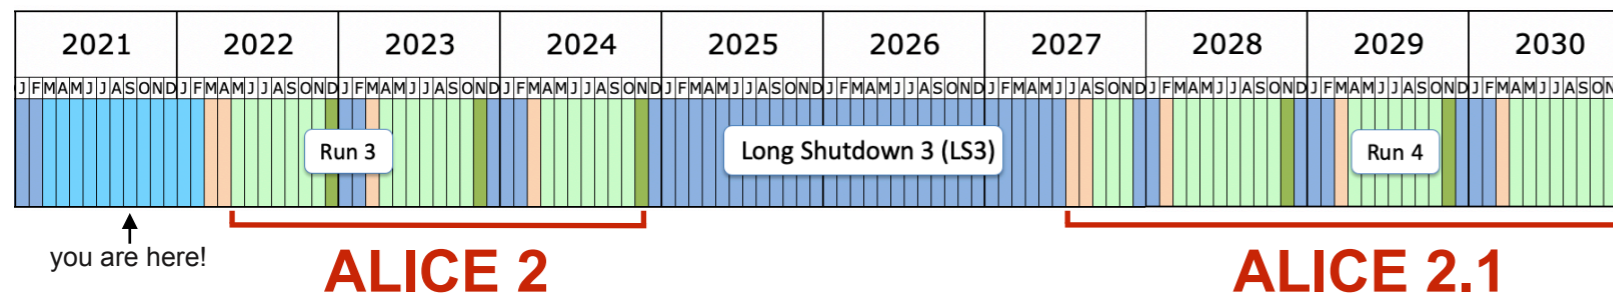 2021 2022 2023 2024 2025 2026 2027 2028 2029 2030
J F M A M J J A S O N D J F M A M J J A S O N D J F M A M J J A S O N D J F M A M J J A S O N D J F M A M J J A S O N D J F M A M J J A S O N D J F M A M J J A S O N D J F M A M J J A S O N D J F M A M J J A S O N D J F M A M J J A S O N
Run 3 Long Shutdown 3 (LS3) Run 4
you are here!
ALICE 2 ALICE 2.1